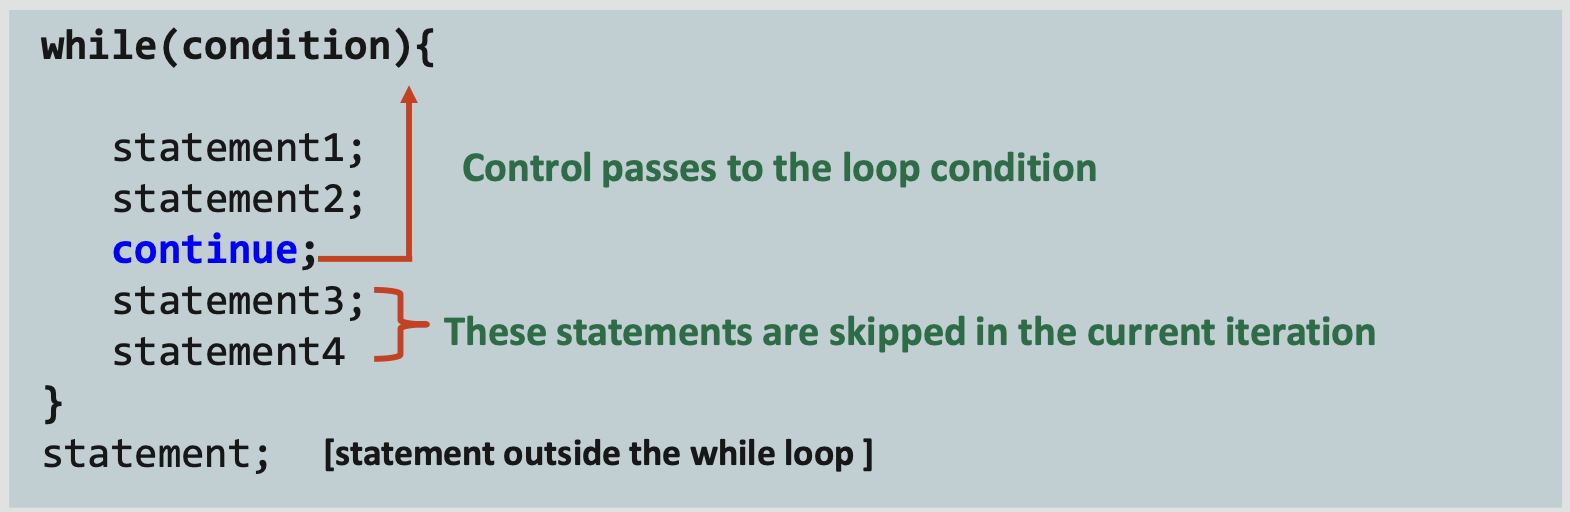 while(condition){
statement1;
Control passes to the loop condition
statement2;
continue;
statement3;
These statements are skipped in the current iteration
statement4
}
statement; [statement outside the while loop ]